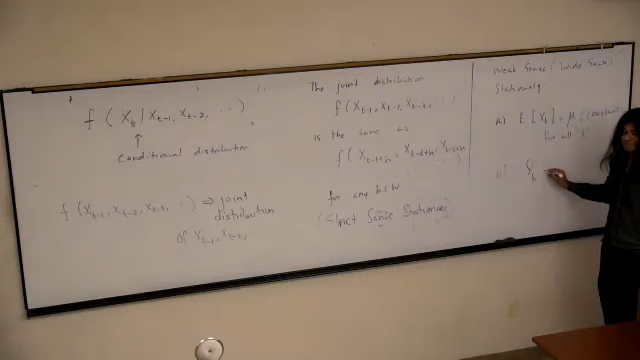 f ( X_t | X_{t-1}, X_{t-2}, ... )
↑
Conditional distribution
f (X_{t-1}, X_{t-2}, X_{t-3}, .. ) ⇒ joint
distribution
of X_{t-1}, X_{t-2},
The joint distribution
f (X_{t-1}, X_{t-2}, X_{t-3}, ... )
is the same as
f ( X_{t-1+h}, X_{t-2+h}, X_{t-3+h}
for any h ∈
(Strict Sense Stationary)
Weak Sense (Wide Sense)
Stationary
a) E [X_t] = μ (constant
for all t